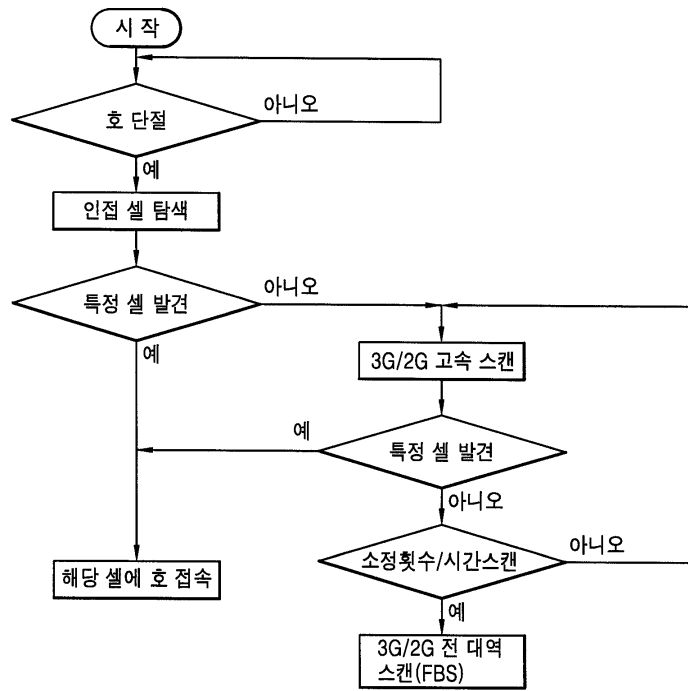 시 작
호 단절
아니오
예
인접 셀 탐색
특정 셀 발견
아니오
예
3G/2G 고속 스캔
예
특정 셀 발견
아니오
소정횟수/시간스캔
아니오
해당 셀에 호 접속
예
3G/2G 전 대역
스캔(FBS)